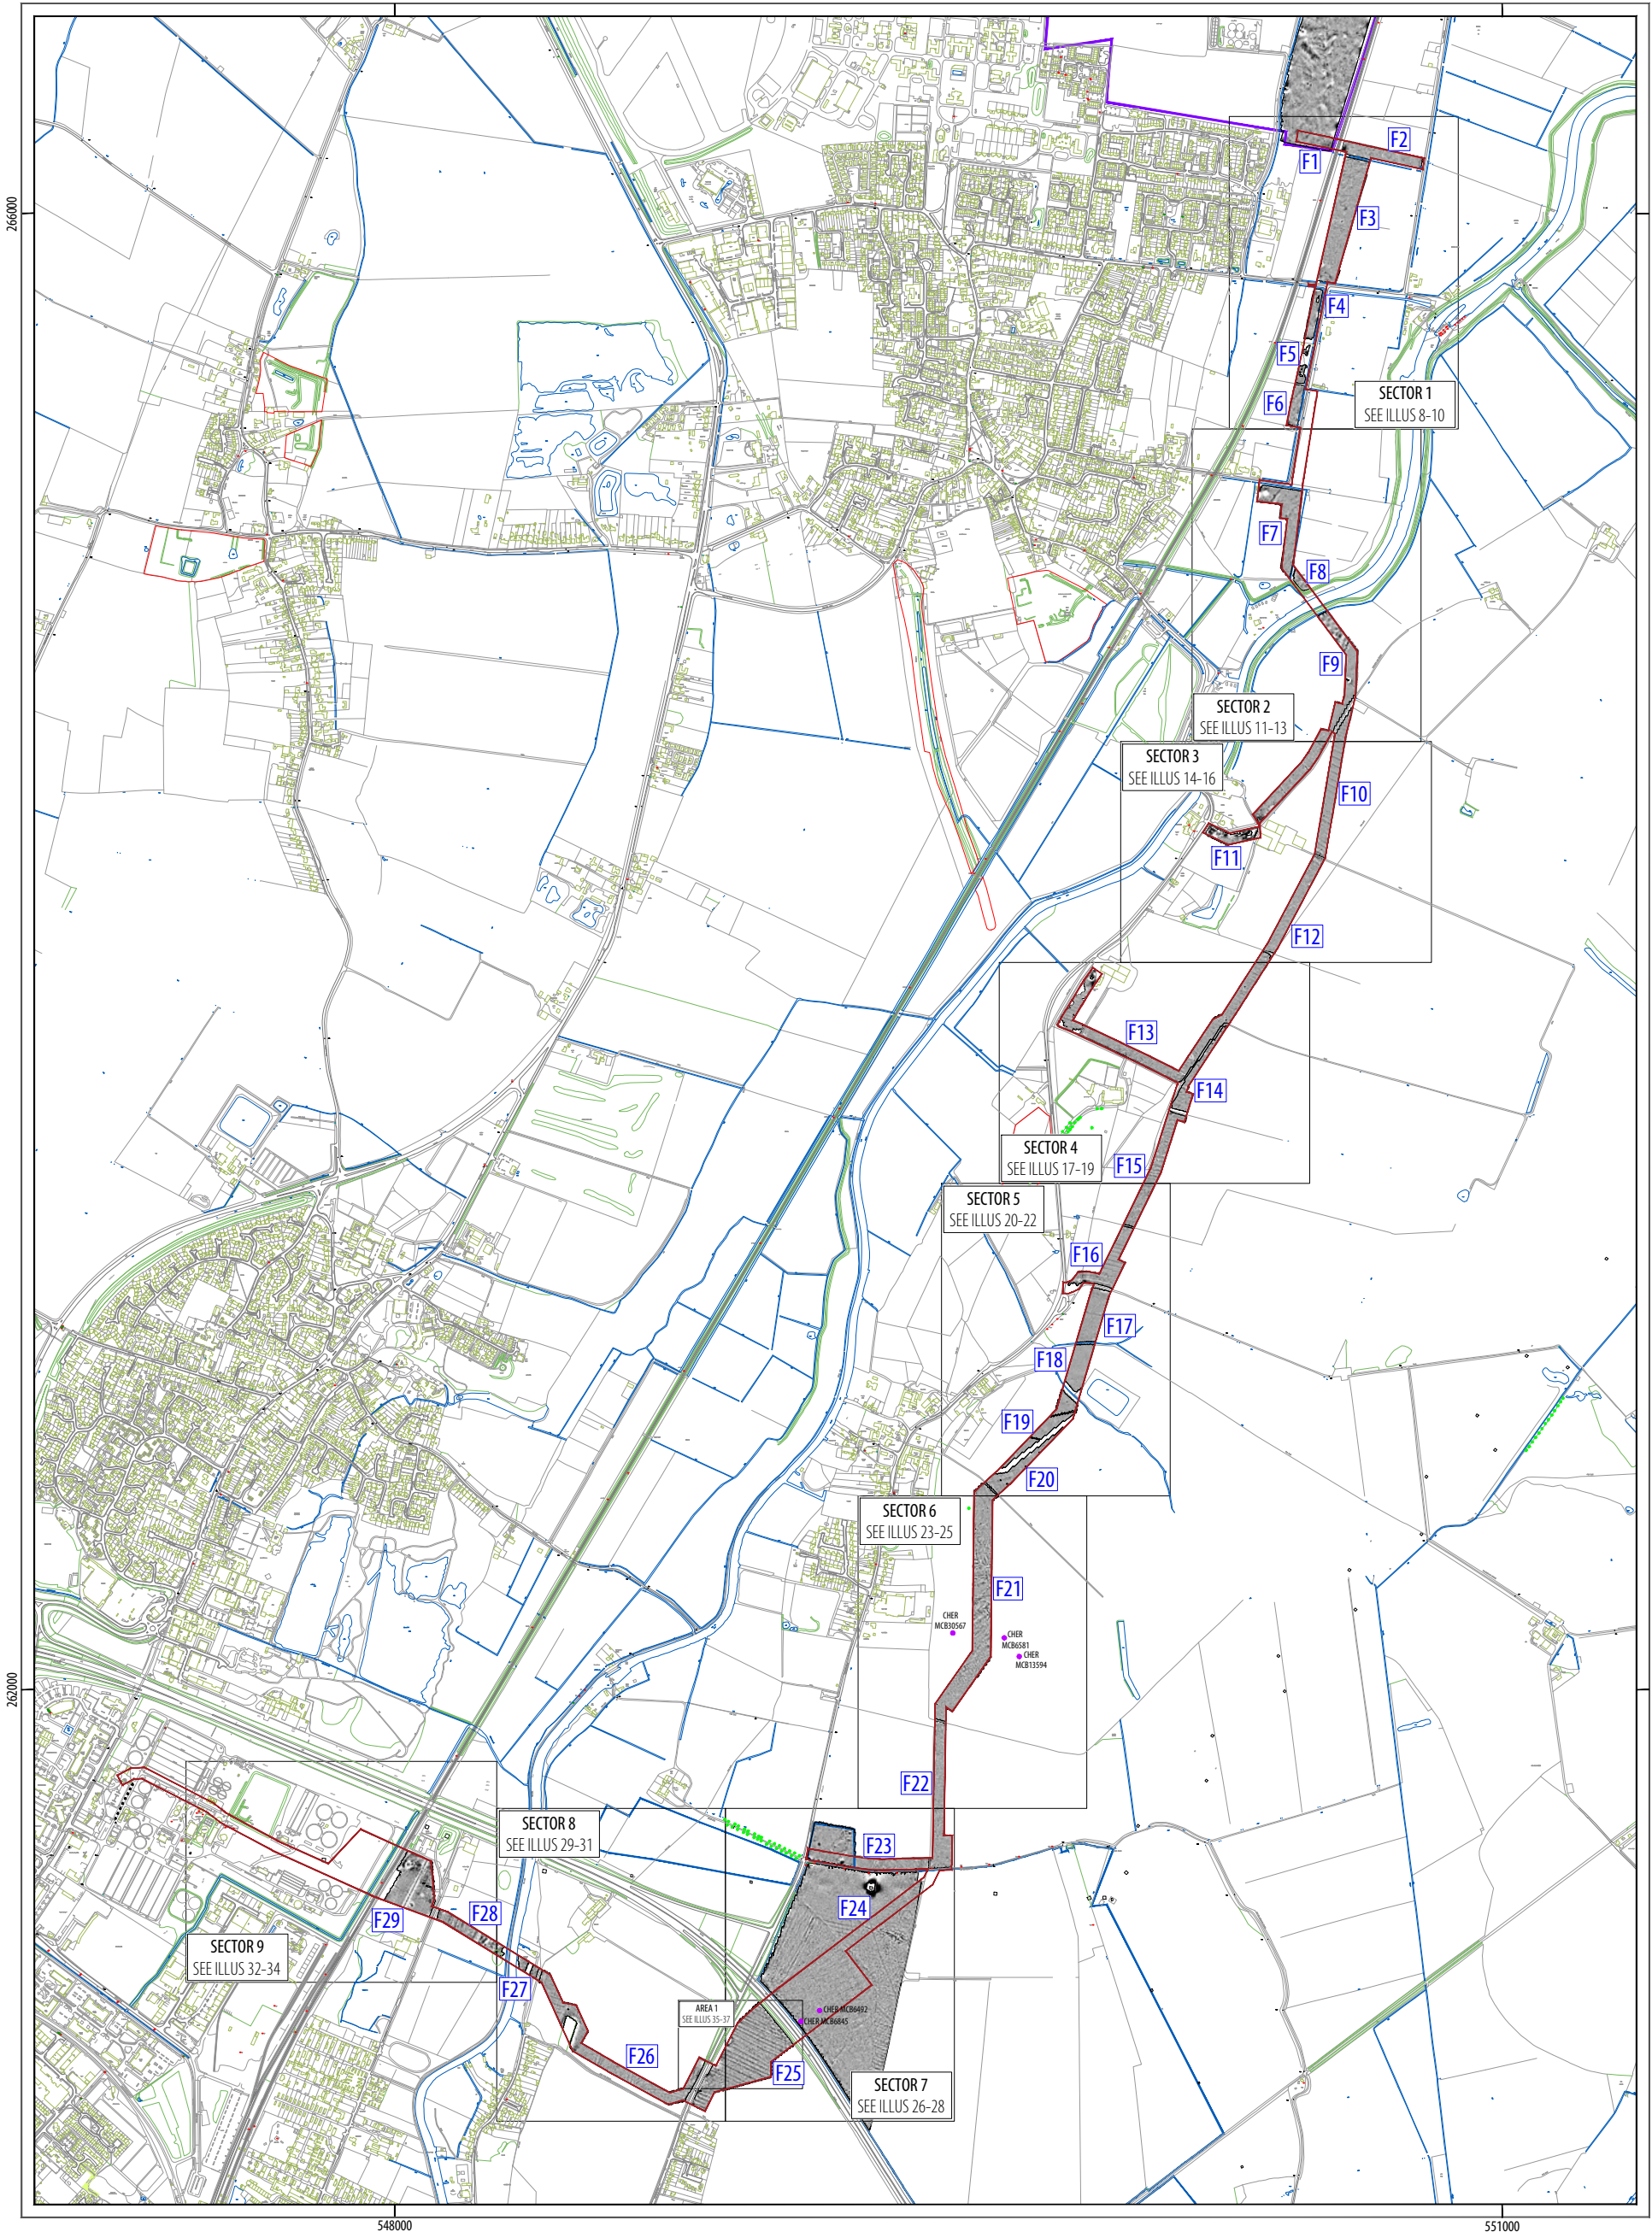 266000
F1
F2
F3
F4
F5
F6
SECTOR 1
SEE ILLUS 8-10
F7
F8
F9
SECTOR 2
SEE ILLUS 11-13
SECTOR 3
SEE ILLUS 14-16
F10
F11
F12
F13
F14
SECTOR 4
SEE ILLUS 17-19
F15
SECTOR 5
SEE ILLUS 20-22
F16
F17
F18
F19
F20
SECTOR 6
SEE ILLUS 23-25
F21
CHER
MCB30567
CHER
MCB6581
CHER
MCB13594
262000
F22
SECTOR 8
SEE ILLUS 29-31
F23
F24
F28
F29
SECTOR 9
SEE ILLUS 32-34
F27
AREA 1
SEE ILLUS 35-37
CHER MCB6492
CHER MCB6845
F26
F25
SECTOR 7
SEE ILLUS 26-28
548000
551000